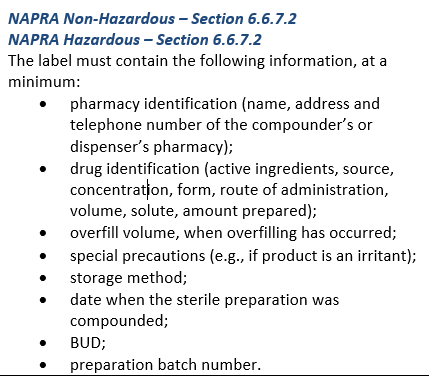 NAPRA Non-Hazardous – Section 6.6.7.2
NAPRA Hazardous – Section 6.6.7.2
The label must contain the following information, at a
minimum:
• pharmacy identification (name, address and
telephone number of the compounder's or
dispenser's pharmacy);
• drug identification (active ingredients, source,
concentration, form, route of administration,
volume, solute, amount prepared);
• overfill volume, when overfilling has occurred;
• special precautions (e.g., if product is an irritant);
• storage method;
• date when the sterile preparation was
compounded;
• BUD;
• preparation batch number.